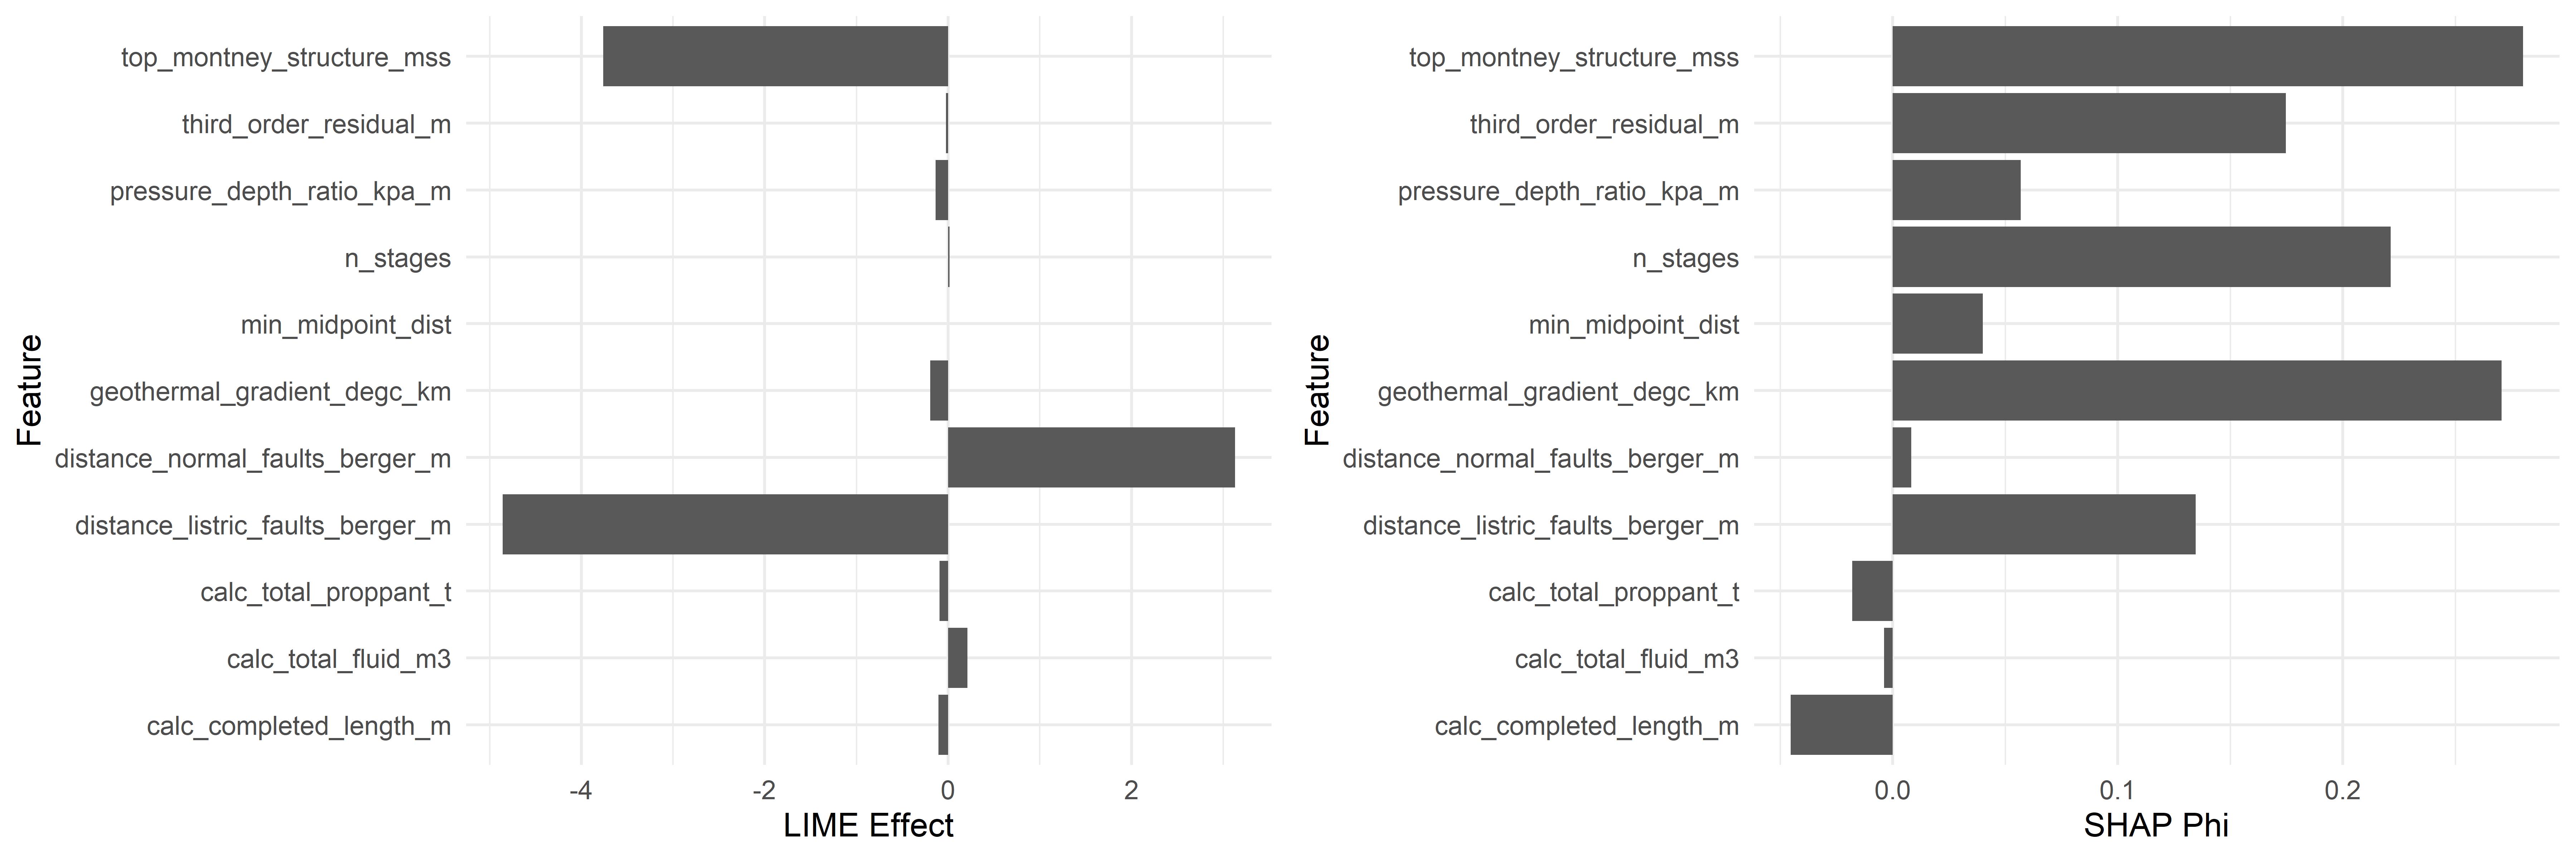 Feature
top_montney_structure_mss
third_order_residual_m
pressure_depth_ratio_kpa_m
n_stages
min_midpoint_dist
geothermal_gradient_degc_km
distance_normal_faults_berger_m
distance_listric_faults_berger_m
calc_total_proppant_t
calc_total_fluid_m3
calc_completed_length_m
-4 -2 0 2
LIME Effect
Feature
top_montney_structure_mss
third_order_residual_m
pressure_depth_ratio_kpa_m
n_stages
min_midpoint_dist
geothermal_gradient_degc_km
distance_normal_faults_berger_m
distance_listric_faults_berger_m
calc_total_proppant_t
calc_total_fluid_m3
calc_completed_length_m
0.0 0.1 0.2
SHAP Phi